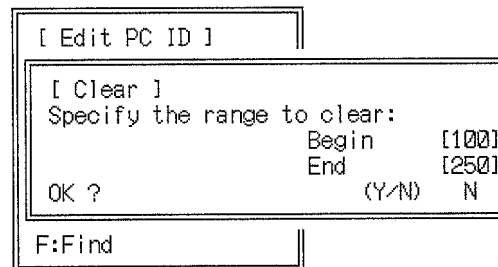 [ Edit PC ID ]
[ Clear ]
Specify the range to clear:
Begin [100]
End [250]
OK ? (Y/N) N
F:Find